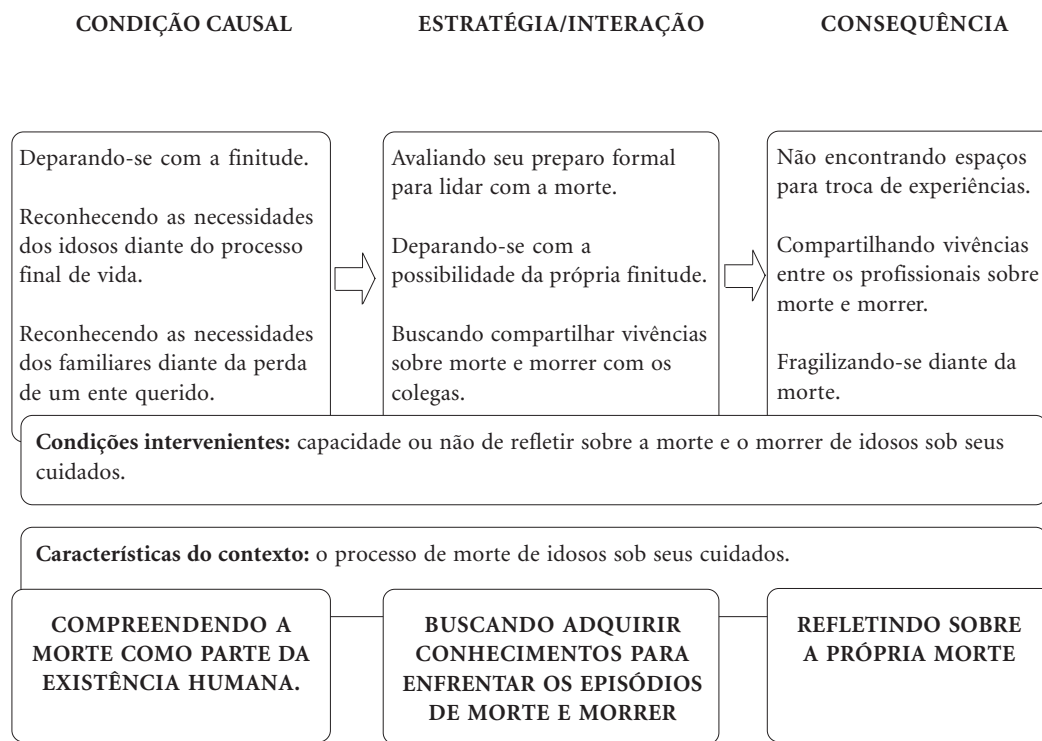 CONDIÇÃO CAUSAL
ESTRATÉGIA/INTERAÇÃO
CONSEQUÊNCIA
Deparando-se com a finitude.
Reconhecendo as necessidades
dos idosos diante do processo
final de vida.
Reconhecendo as necessidades
dos familiares diante da perda
de um ente querido.
Avaliando seu preparo formal
para lidar com a morte.
Deparando-se com a
possibilidade da própria finitude.
Buscando compartilhar vivências
sobre morte e morrer com os
colegas.
Não encontrando espaços
para troca de experiências.
Compartilhando vivências
entre os profissionais sobre
morte e morrer.
Fragilizando-se diante da
morte.
Condições intervenientes: capacidade ou não de refletir sobre a morte e o morrer de idosos sob seus
cuidados.
Características do contexto: o processo de morte de idosos sob seus cuidados.
COMPREENDENDO A
MORTE COMO PARTE DA
EXISTÊNCIA HUMANA.
BUSCANDO ADQUIRIR
CONHECIMENTOS PARA
ENFRENTAR OS EPISÓDIOS
DE MORTE E MORRER
REFLETINDO SOBRE
A PRÓPRIA MORTE